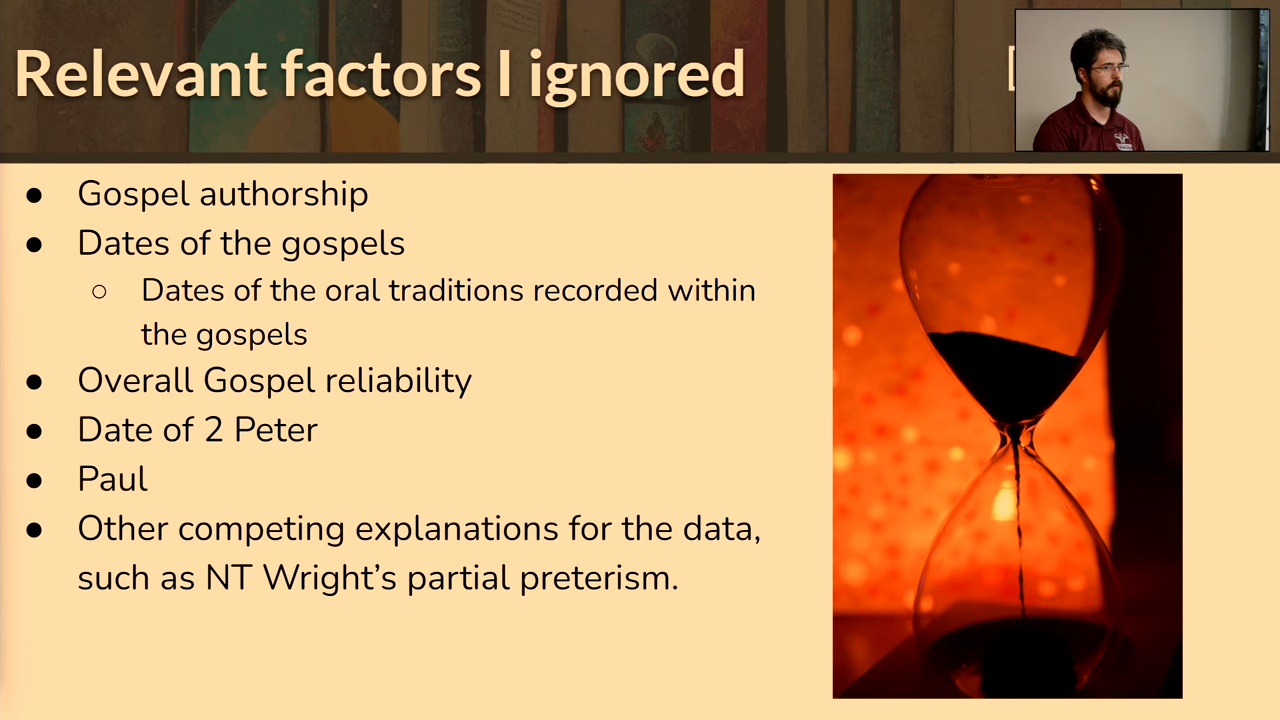 Relevant factors I ignored
● Gospel authorship
● Dates of the gospels
○ Dates of the oral traditions recorded within
the gospels
● Overall Gospel reliability
● Date of 2 Peter
● Paul
● Other competing explanations for the data,
such as NT Wright’s partial preterism.